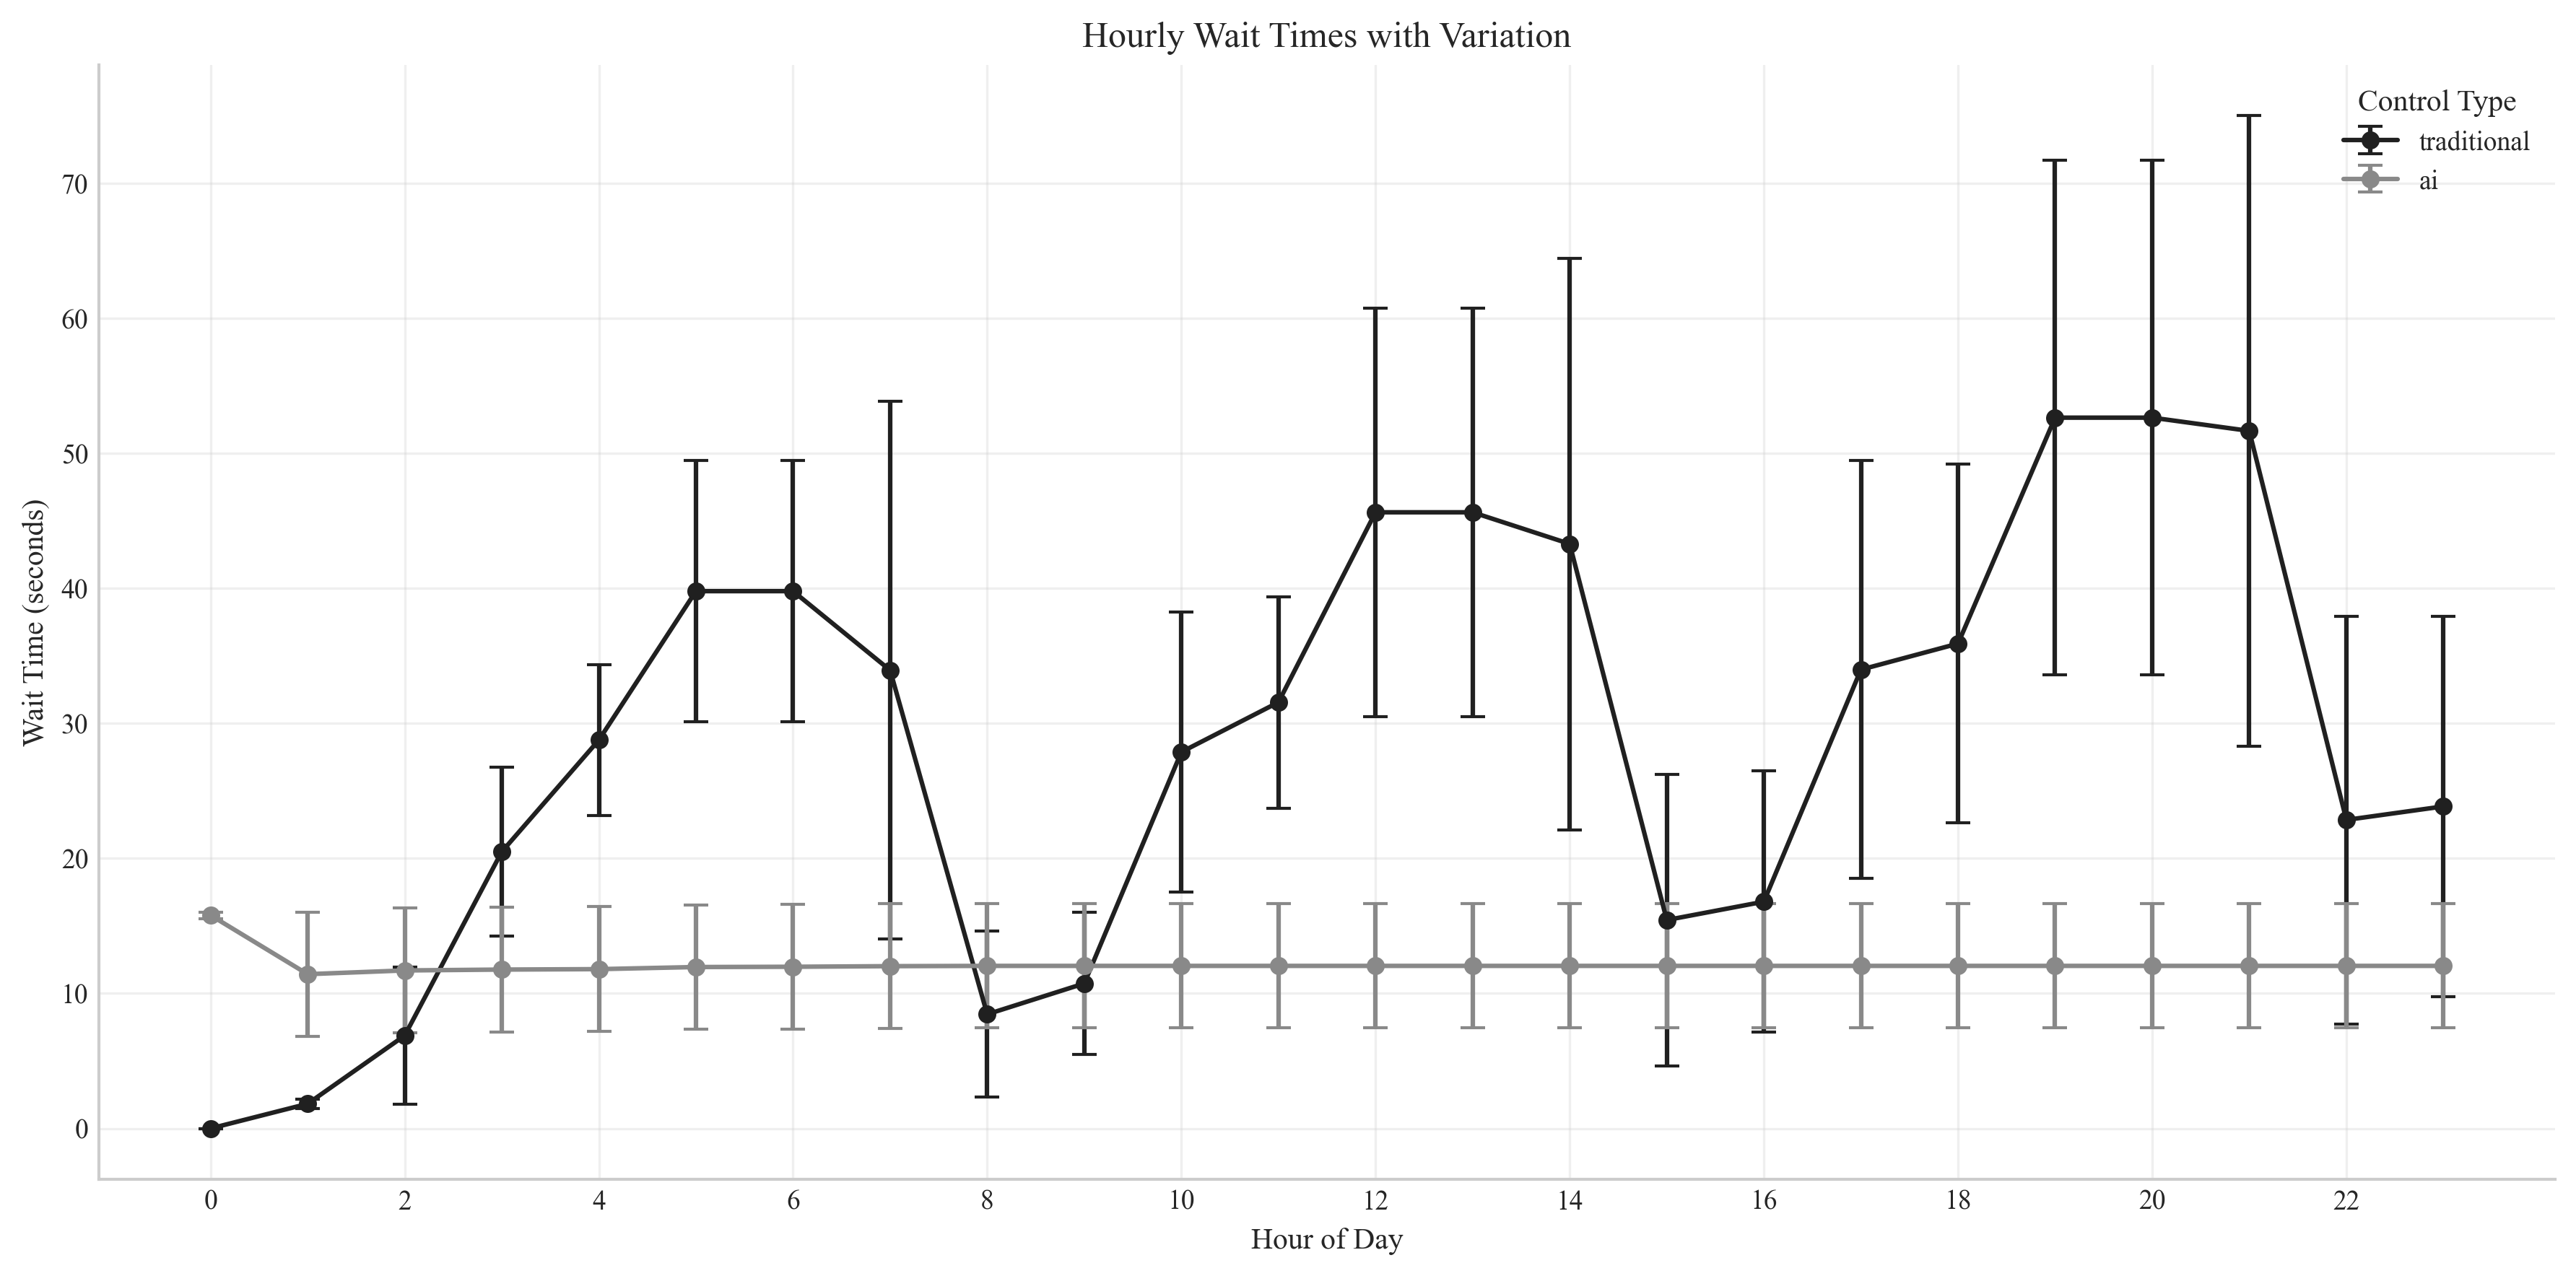 Hourly Wait Times with Variation
Control Type
traditional
ai
Wait Time (seconds)
70
60
50
40
30
20
10
0
0 2 4 6 8 10 12 14 16 18 20 22
Hour of Day